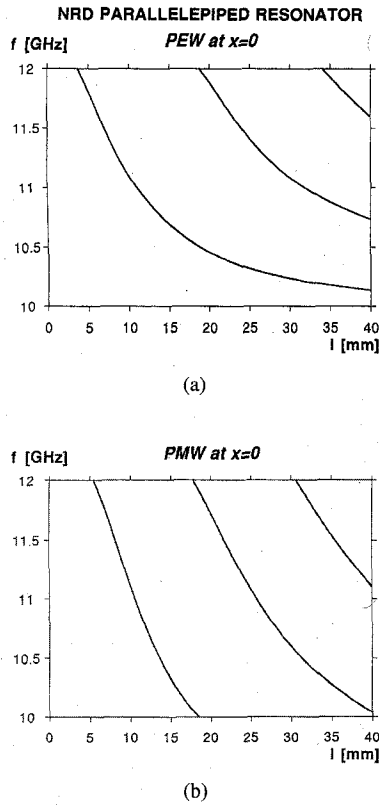 NRD PARALLELEPIPED RESONATOR
f [GHz]
PEW at x=0
12
11.5
11
10.5
10
0 5 10 15 20 25 30 35 40
l [mm]
(a)
f [GHz]
PMW at x=0
12
11.5
11
10.5
10
0 5 10 15 20 25 30 35 40
l [mm]
(b)